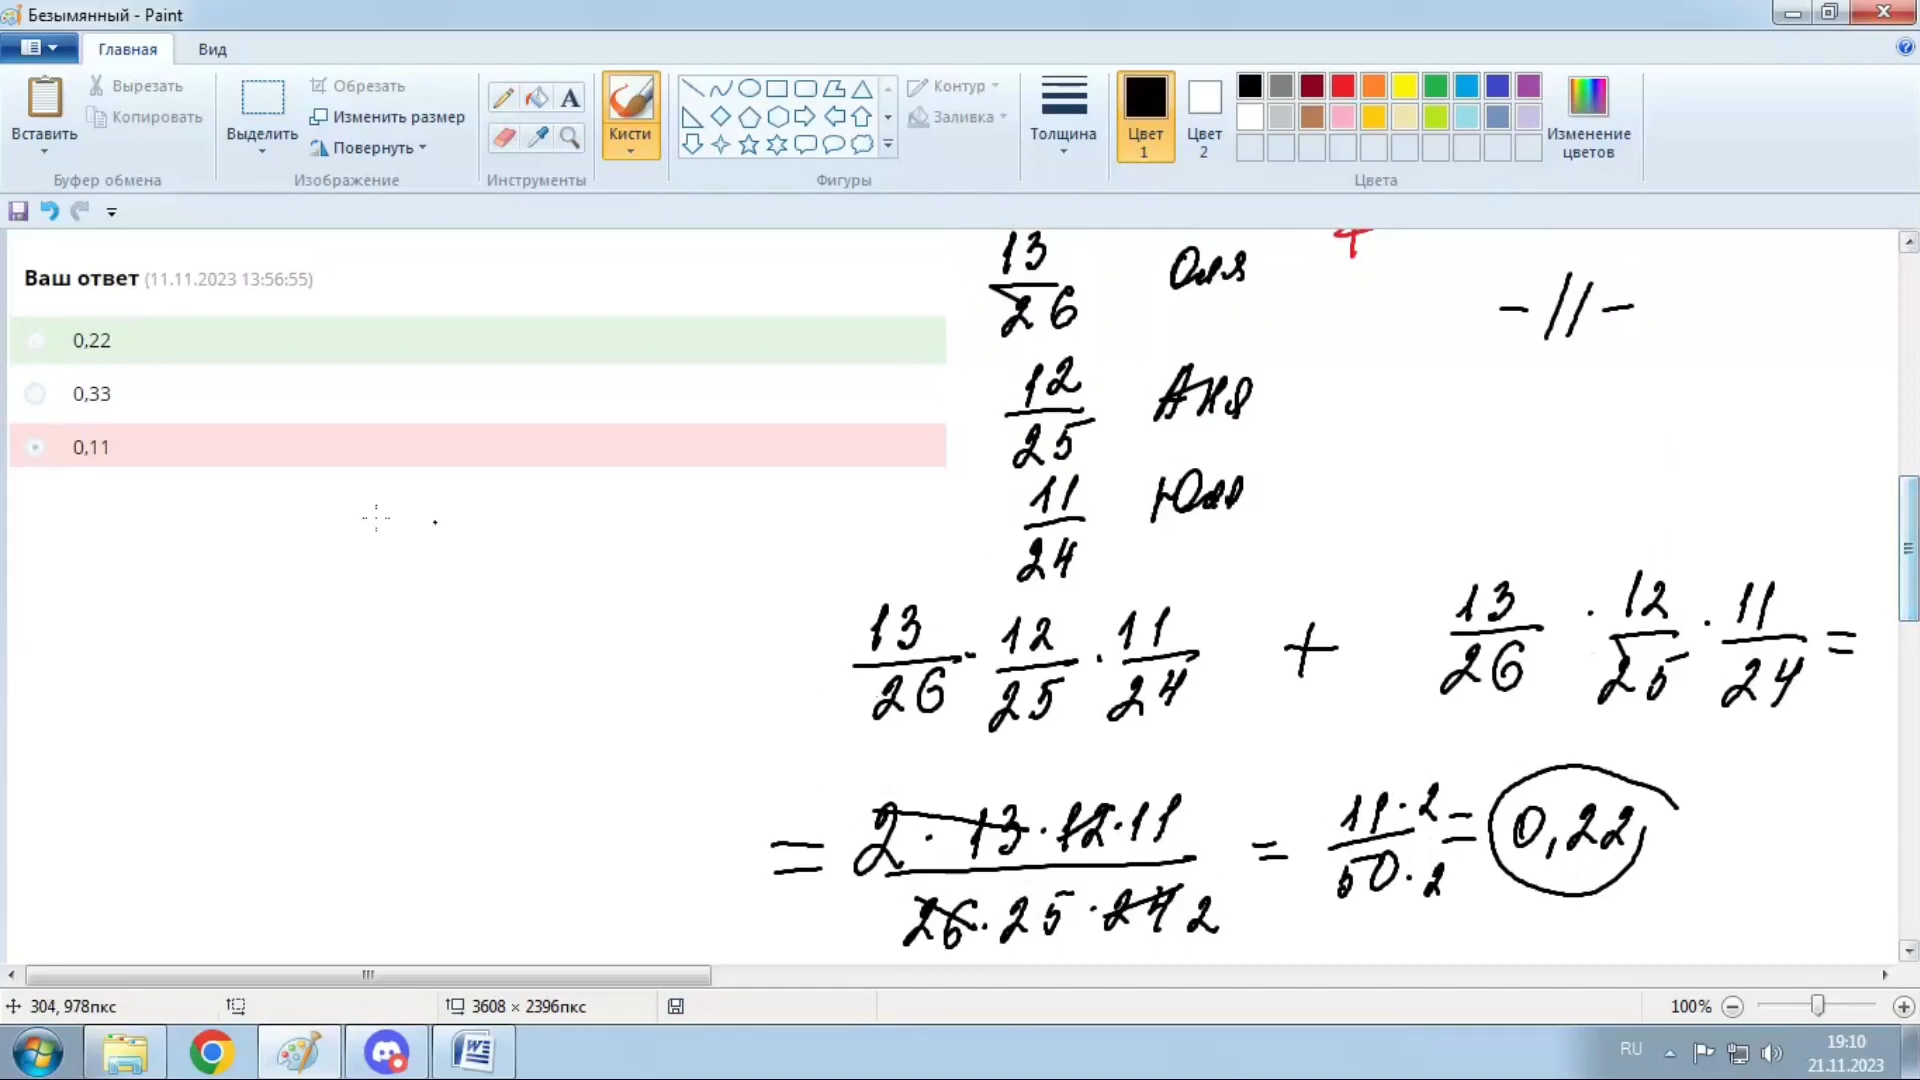 Безымянный - Paint
Главная
Вид
Вставить
Вырезать
Копировать
Буфер обмена
Выделить
Обрезать
Изменить размер
Повернуть
Изображение
A
Инструменты
Кисти
Фигуры
Контур
Заливка
Толщина
Цвет 1
Цвет 2
Изменение цветов
Цвета
Ваш ответ (11.11.2023 13:56:55)
0,22
0,33
0,11
13/26 Оля
- // -
12/25 Аня
11/24 Юля
13/26 · 12/25 · 11/24 + 13/26 · 12/25 · 11/24 =
= 2 · 13 · 12 · 11 / 26 · 25 · 24 2 = 11 · 2 / 50 · 2 = 0,22
304, 978пкс
3608 × 2396пкс
100%
RU
19:10
21.11.2023